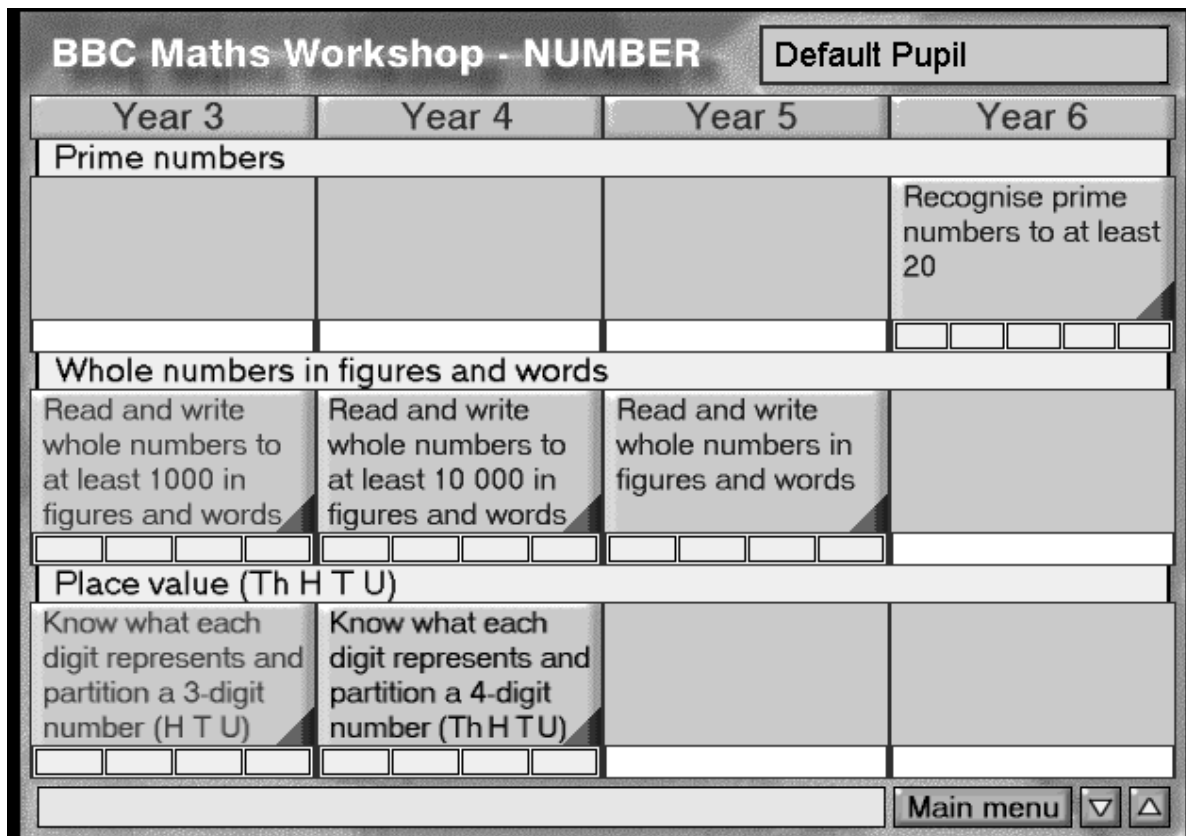 BBC Maths Workshop - NUMBER
Default Pupil
Year 3
Year 4
Year 5
Year 6
Prime numbers
Recognise prime
numbers to at least
20
Whole numbers in figures and words
Read and write
whole numbers to
at least 1000 in
figures and words
Read and write
whole numbers to
at least 10 000 in
figures and words
Read and write
whole numbers in
figures and words
Place value (Th H T U)
Know what each
digit represents and
partition a 3-digit
number (H T U)
Know what each
digit represents and
partition a 4-digit
number (Th H T U)
Main menu